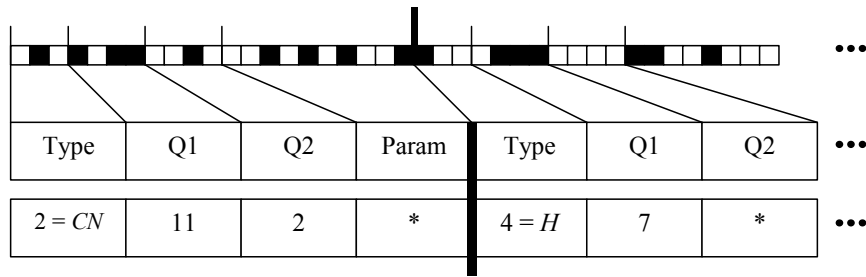 •••
Type Q1 Q2 Param Type Q1 Q2 •••
2 = CN 11 2 * 4 = H 7 * •••